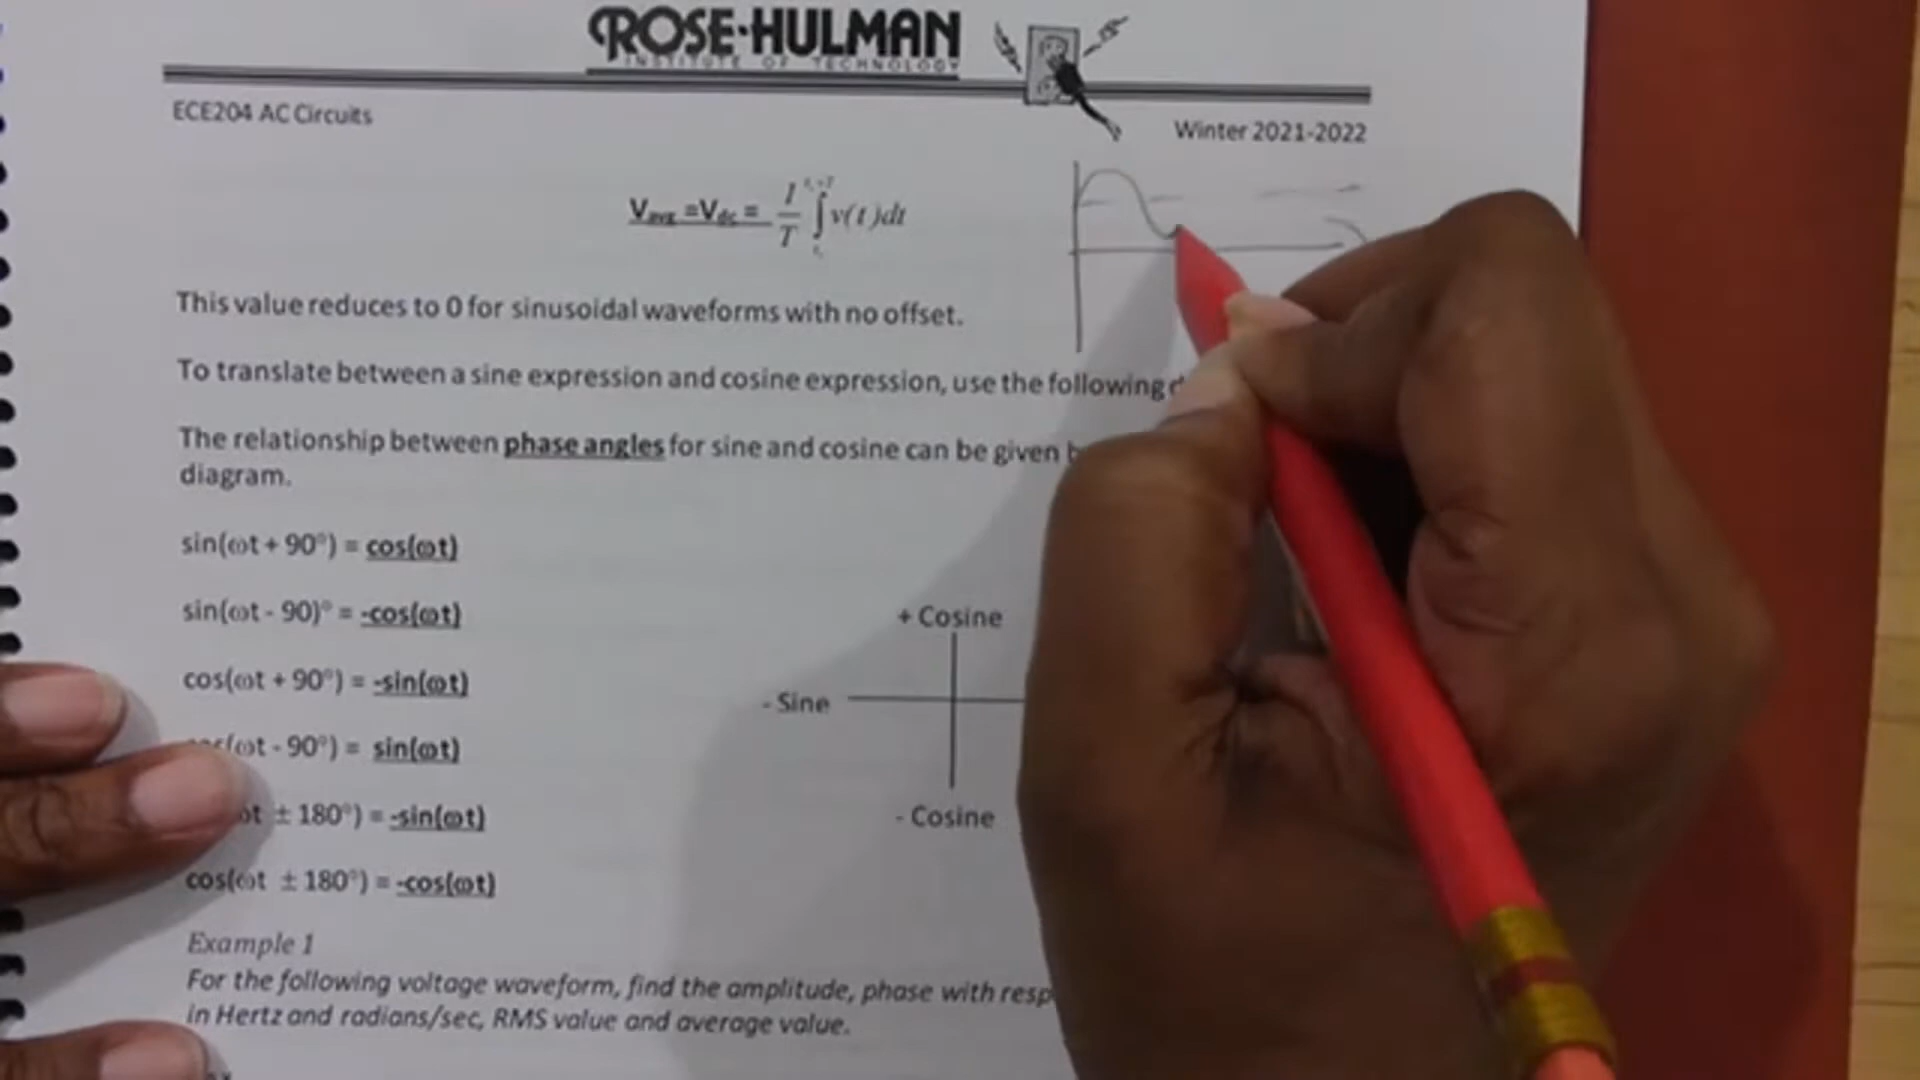 ROSE-HULMAN
INSTITUTE OF TECHNOLOGY
ECE204 AC Circuits
Winter 2021-2022
Vavg =Vdc = 1/T ∫ v(t)dt
This value reduces to 0 for sinusoidal waveforms with no offset.
To translate between a sine expression and cosine expression, use the following
The relationship between phase angles for sine and cosine can be given
diagram.
sin(ωt + 90°) = cos(ωt)
sin(ωt - 90)° = -cos(ωt)
cos(ωt + 90°) = -sin(ωt)
(ωt - 90°) = sin(ωt)
ωt ± 180°) = -sin(ωt)
cos(ωt ± 180°) = -cos(ωt)
+ Cosine
- Sine
- Cosine
Example 1
For the following voltage waveform, find the amplitude, phase with
in Hertz and radians/sec, RMS value and average value.